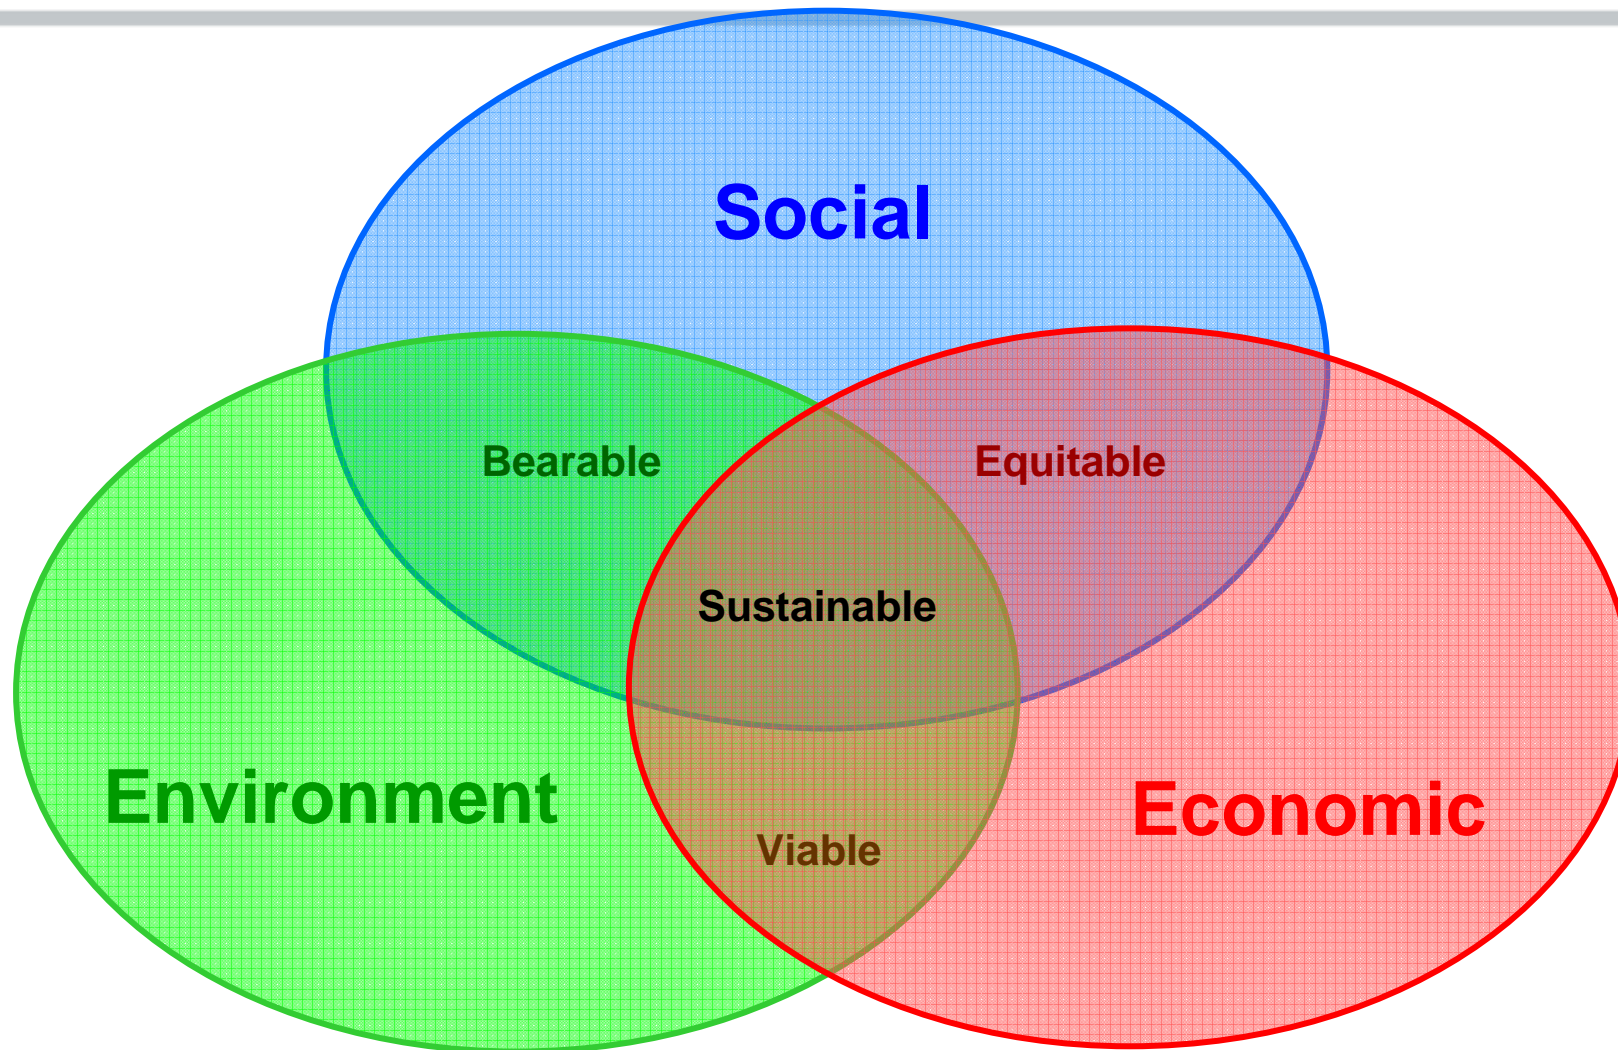 Social
Bearable
Equitable
Sustainable
Environment
Economic
Viable